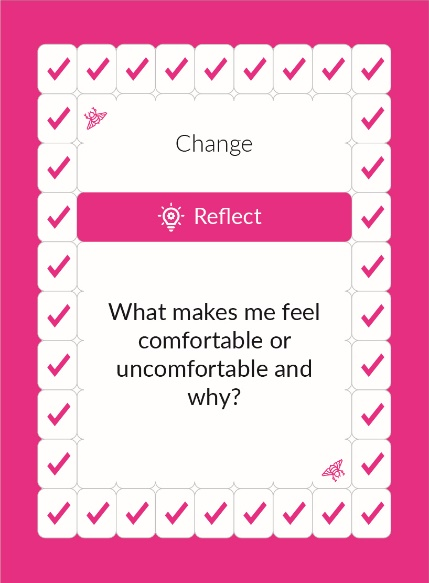 Change
Reflect
What makes me feel
comfortable or
uncomfortable and
why?